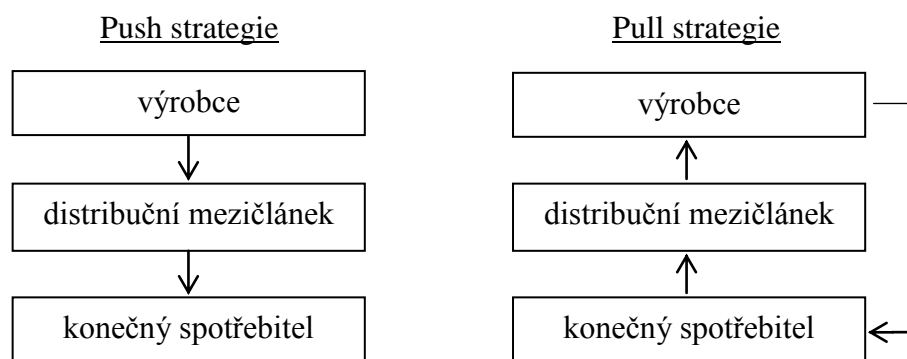 Push strategie
výrobce
distribuční mezičlánek
konečný spotřebitel
Pull strategie
výrobce
distribuční mezičlánek
konečný spotřebitel